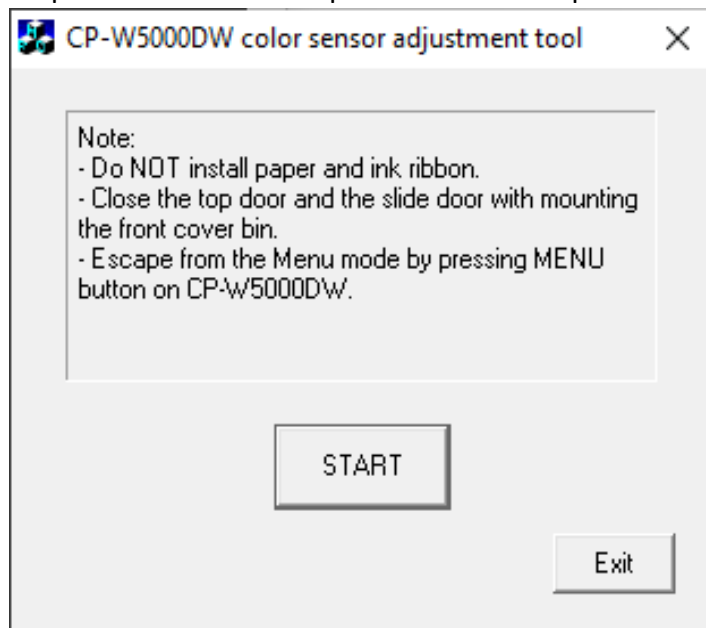 CP-W5000DW color sensor adjustment tool
Note:
- Do NOT install paper and ink ribbon.
- Close the top door and the slide door with mounting
the front cover bin.
- Escape from the Menu mode by pressing MENU
button on CP-W5000DW.
START
Exit